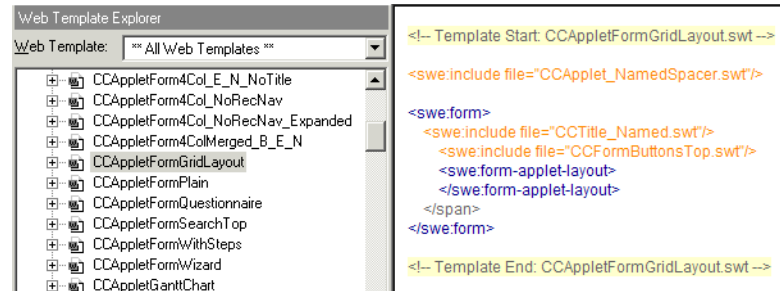 Web Template Explorer
Web Template: ** All Web Templates **
CCAppletForm4Col_E_N_NoTitle
CCAppletForm4Col_NoRecNav
CCAppletForm4Col_NoRecNav_Expanded
CCAppletForm4ColMerged_B_E_N
CCAppletFormGridLayout
CCAppletFormPlain
CCAppletFormQuestionnaire
CCAppletFormSearchTop
CCAppletFormWithSteps
CCAppletFormWizard
CCAppletGanttChart
<!-- Template Start: CCAppletFormGridLayout.swt -->
<swe:include file="CCApplet_NamedSpacer.swt"/>
<swe:form>
<swe:include file="CCTitle_Named.swt"/>
<swe:include file="CCFormButtonsTop.swt"/>
<swe:form-applet-layout>
</swe:form-applet-layout>
</span>
</swe:form>
<!-- Template End: CCAppletFormGridLayout.swt -->